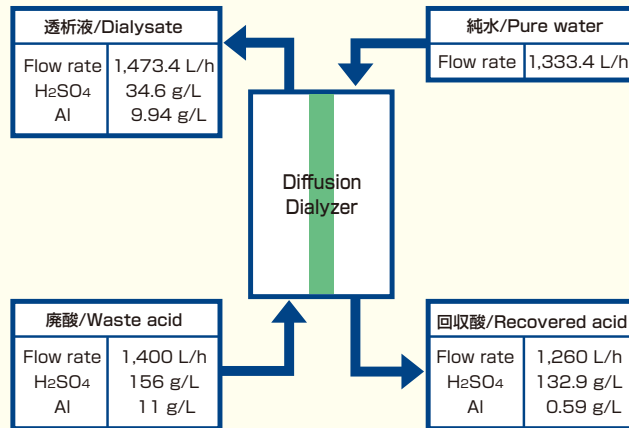 透析液/Dialysate
Flow rate 1,473.4 L/h
H2SO4 34.6 g/L
Al 9.94 g/L
純水/Pure water
Flow rate 1,333.4 L/h
Diffusion
Dialyzer
廃酸/Waste acid
Flow rate 1,400 L/h
H2SO4 156 g/L
Al 11 g/L
回収酸/Recovered acid
Flow rate 1,260 L/h
H2SO4 132.9 g/L
Al 0.59 g/L